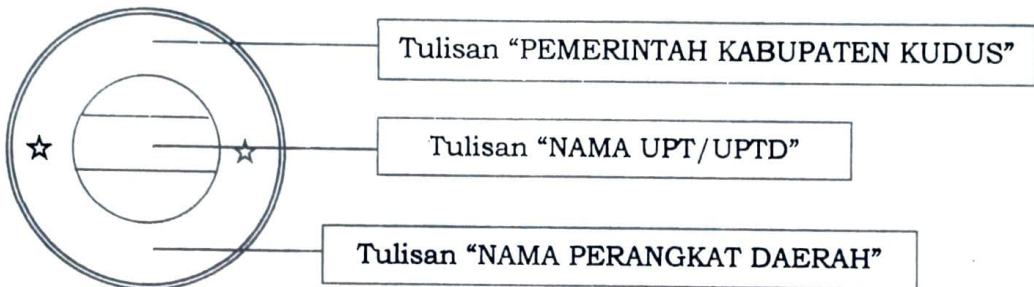 Tulisan “PEMERINTAH KABUPATEN KUDUS”
Tulisan “NAMA UPT/UPTD”
Tulisan “NAMA PERANGKAT DAERAH”